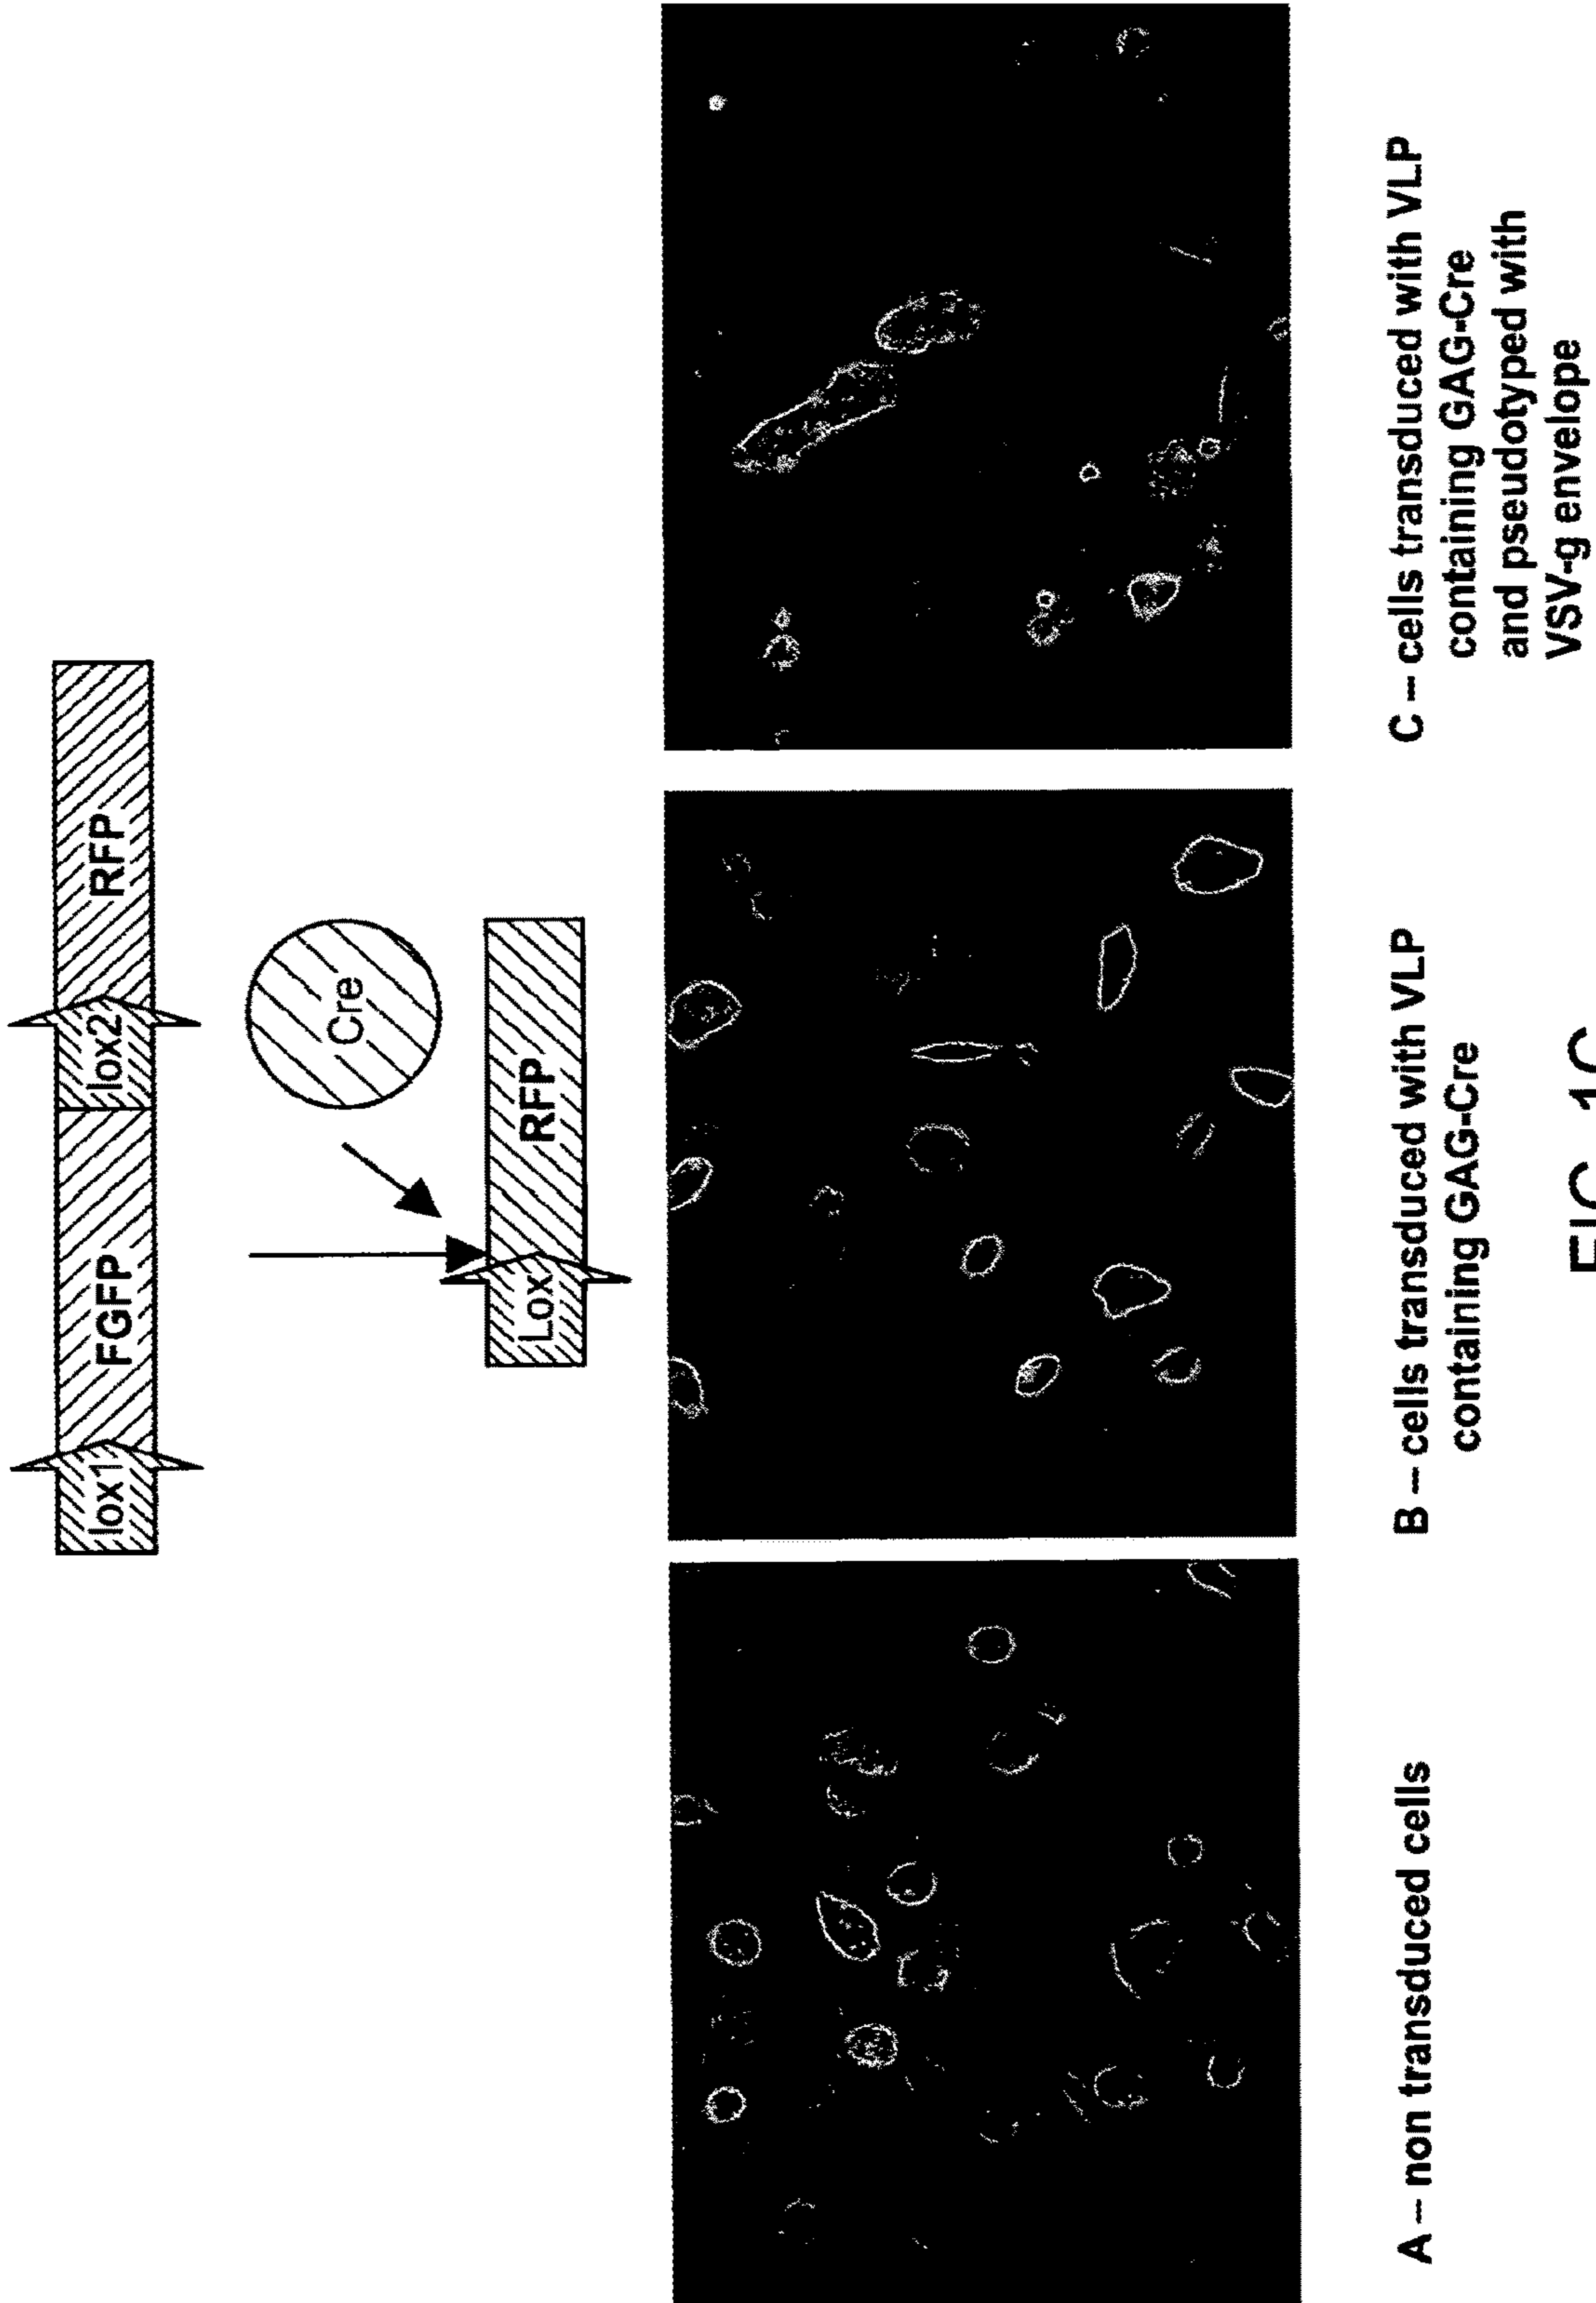 lox1 FGFP lox2 RFP
Cre
Lox RFP
A – non transduced cells
B – cells transduced with VLP
containing GAG-Cre
C – cells transduced with VLP
containing GAG-Cre
and pseudotyped with
VSV-g envelope
FIG.